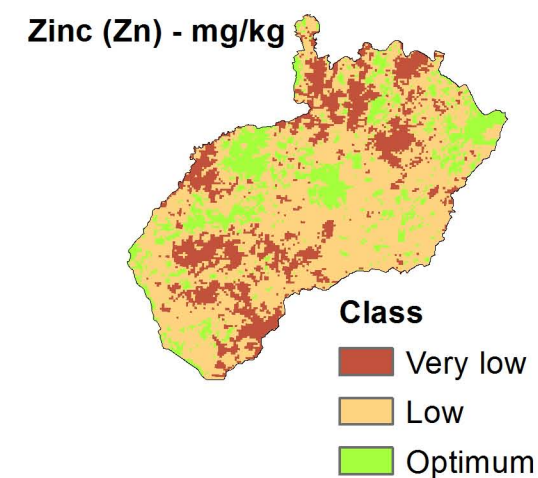 Zinc (Zn) - mg/kg
Class
Very low
Low
Optimum